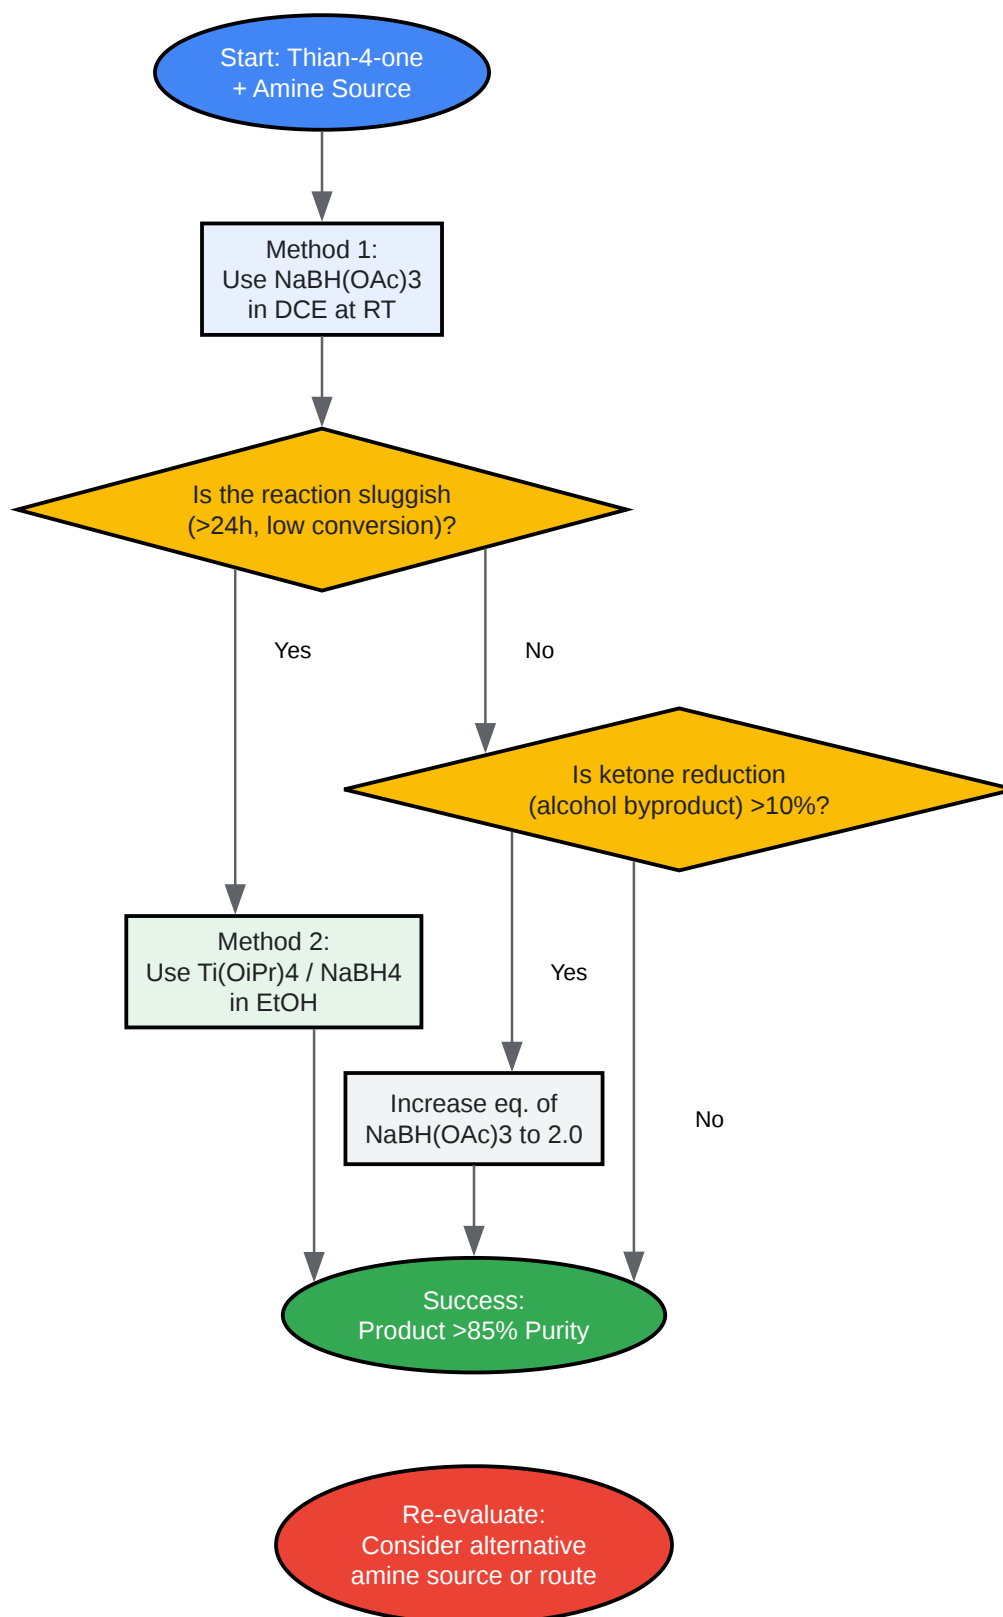 Start: Thian-4-one
+ Amine Source
Method 1:
Use NaBH(OAc)3
in DCE at RT
Is the reaction sluggish
(>24h, low conversion)?
Yes
No
Is ketone reduction
(alcohol byproduct) >10%?
Method 2:
Use Ti(OiPr)4 / NaBH4
in EtOH
Yes
Increase eq. of
NaBH(OAc)3 to 2.0
No
Success:
Product >85% Purity
Re-evaluate:
Consider alternative
amine source or route